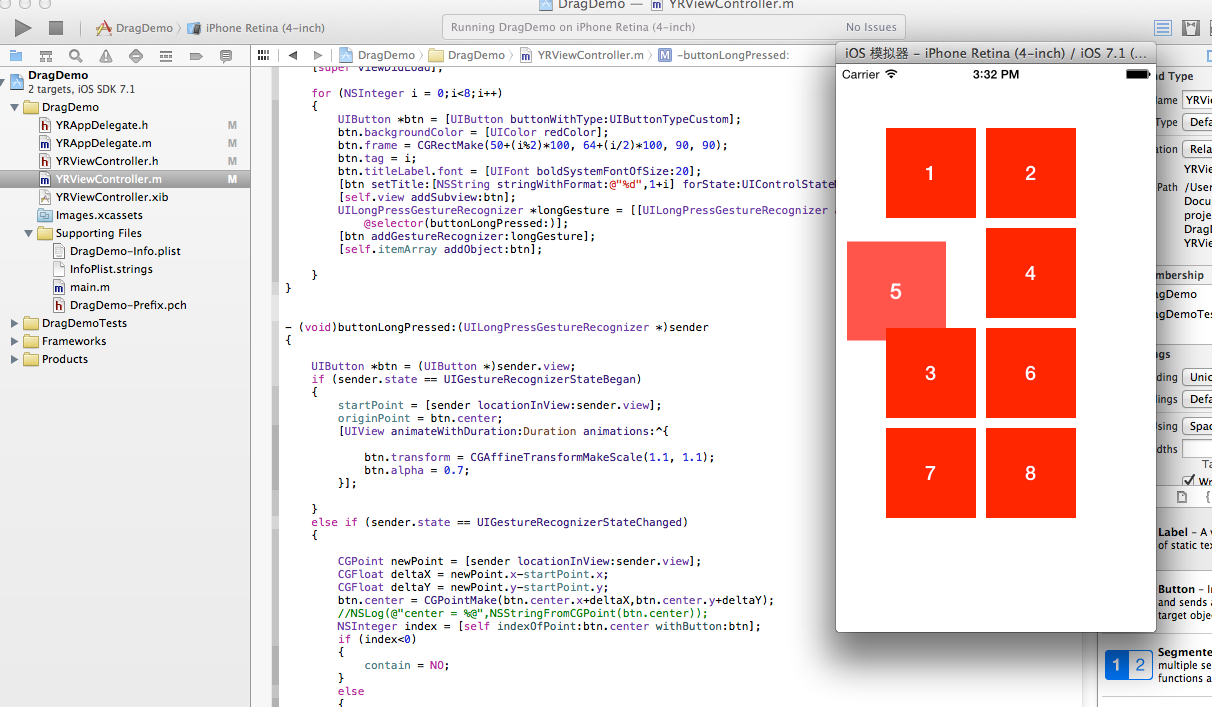 DragDemo — YRViewController.m
DragDemo 〉 iPhone Retina (4-inch)
Running DragDemo on iPhone Retina (4-inch)
No Issues
DragDemo 〉 DragDemo 〉 YRViewController.m 〉 M -buttonLongPressed:
DragDemo
2 targets, iOS SDK 7.1
DragDemo
h YRAppDelegate.h M
m YRAppDelegate.m M
h YRViewController.h M
m YRViewController.m M
YRViewController.xib
Images.xcassets
Supporting Files
DragDemo-Info.plist
InfoPlist.strings
m main.m
h DragDemo-Prefix.pch
DragDemoTests
Frameworks
Products
[super viewDidLoad];
for (NSInteger i = 0;i<8;i++)
{
UIButton *btn = [UIButton buttonWithType:UIButtonTypeCustom];
btn.backgroundColor = [UIColor redColor];
btn.frame = CGRectMake(50+(i%2)*100, 64+(i/2)*100, 90, 90);
btn.tag = i;
btn.titleLabel.font = [UIFont boldSystemFontOfSize:20];
[btn setTitle:[NSString stringWithFormat:@"%d",1+i] forState:UIControlState
[self.view addSubview:btn];
UILongPressGestureRecognizer *longGesture = [[UILongPressGestureRecognizer
@selector(buttonLongPressed:)];
[btn addGestureRecognizer:longGesture];
[self.itemArray addObject:btn];
}
}
- (void)buttonLongPressed:(UILongPressGestureRecognizer *)sender
{
UIButton *btn = (UIButton *)sender.view;
if (sender.state == UIGestureRecognizerStateBegan)
{
startPoint = [sender locationInView:sender.view];
originPoint = btn.center;
[UIView animateWithDuration:Duration animations:^{
btn.transform = CGAffineTransformMakeScale(1.1, 1.1);
btn.alpha = 0.7;
}];
}
else if (sender.state == UIGestureRecognizerStateChanged)
{
CGPoint newPoint = [sender locationInView:sender.view];
CGFloat deltaX = newPoint.x-startPoint.x;
CGFloat deltaY = newPoint.y-startPoint.y;
btn.center = CGPointMake(btn.center.x+deltaX,btn.center.y+deltaY);
//NSLog(@"center = %@",NSStringFromCGPoint(btn.center));
NSInteger index = [self indexOfPoint:btn.center withButton:btn];
if (index<0)
{
contain = NO;
}
else
{
iOS 模拟器 - iPhone Retina (4-inch) / iOS 7.1 (...
Carrier 3:32 PM
1 2
4
5
3 6
7 8
nd Type
Name YRVie
Type Defa
ation Rela
YRVie
Path /User
Docu
proje
DragD
YRVie
mbership
agDemo
agDemoTes
ngs
ding Unic
dings Defa
Using Spac
dths
Ta
Wr
Label - A v
of static tex
Button - In
and sends a
target obje
1 2
Segmente
multiple se
functions a